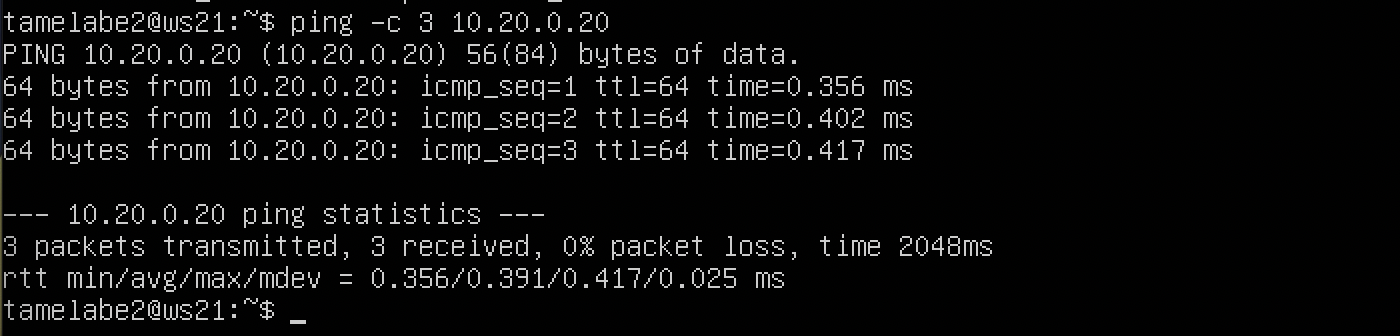 tamelabe2@ws21:~$ ping -c 3 10.20.0.20
PING 10.20.0.20 (10.20.0.20) 56(84) bytes of data.
64 bytes from 10.20.0.20: icmp_seq=1 ttl=64 time=0.356 ms
64 bytes from 10.20.0.20: icmp_seq=2 ttl=64 time=0.402 ms
64 bytes from 10.20.0.20: icmp_seq=3 ttl=64 time=0.417 ms

--- 10.20.0.20 ping statistics ---
3 packets transmitted, 3 received, 0% packet loss, time 2048ms
rtt min/avg/max/mdev = 0.356/0.391/0.417/0.025 ms
tamelabe2@ws21:~$ _